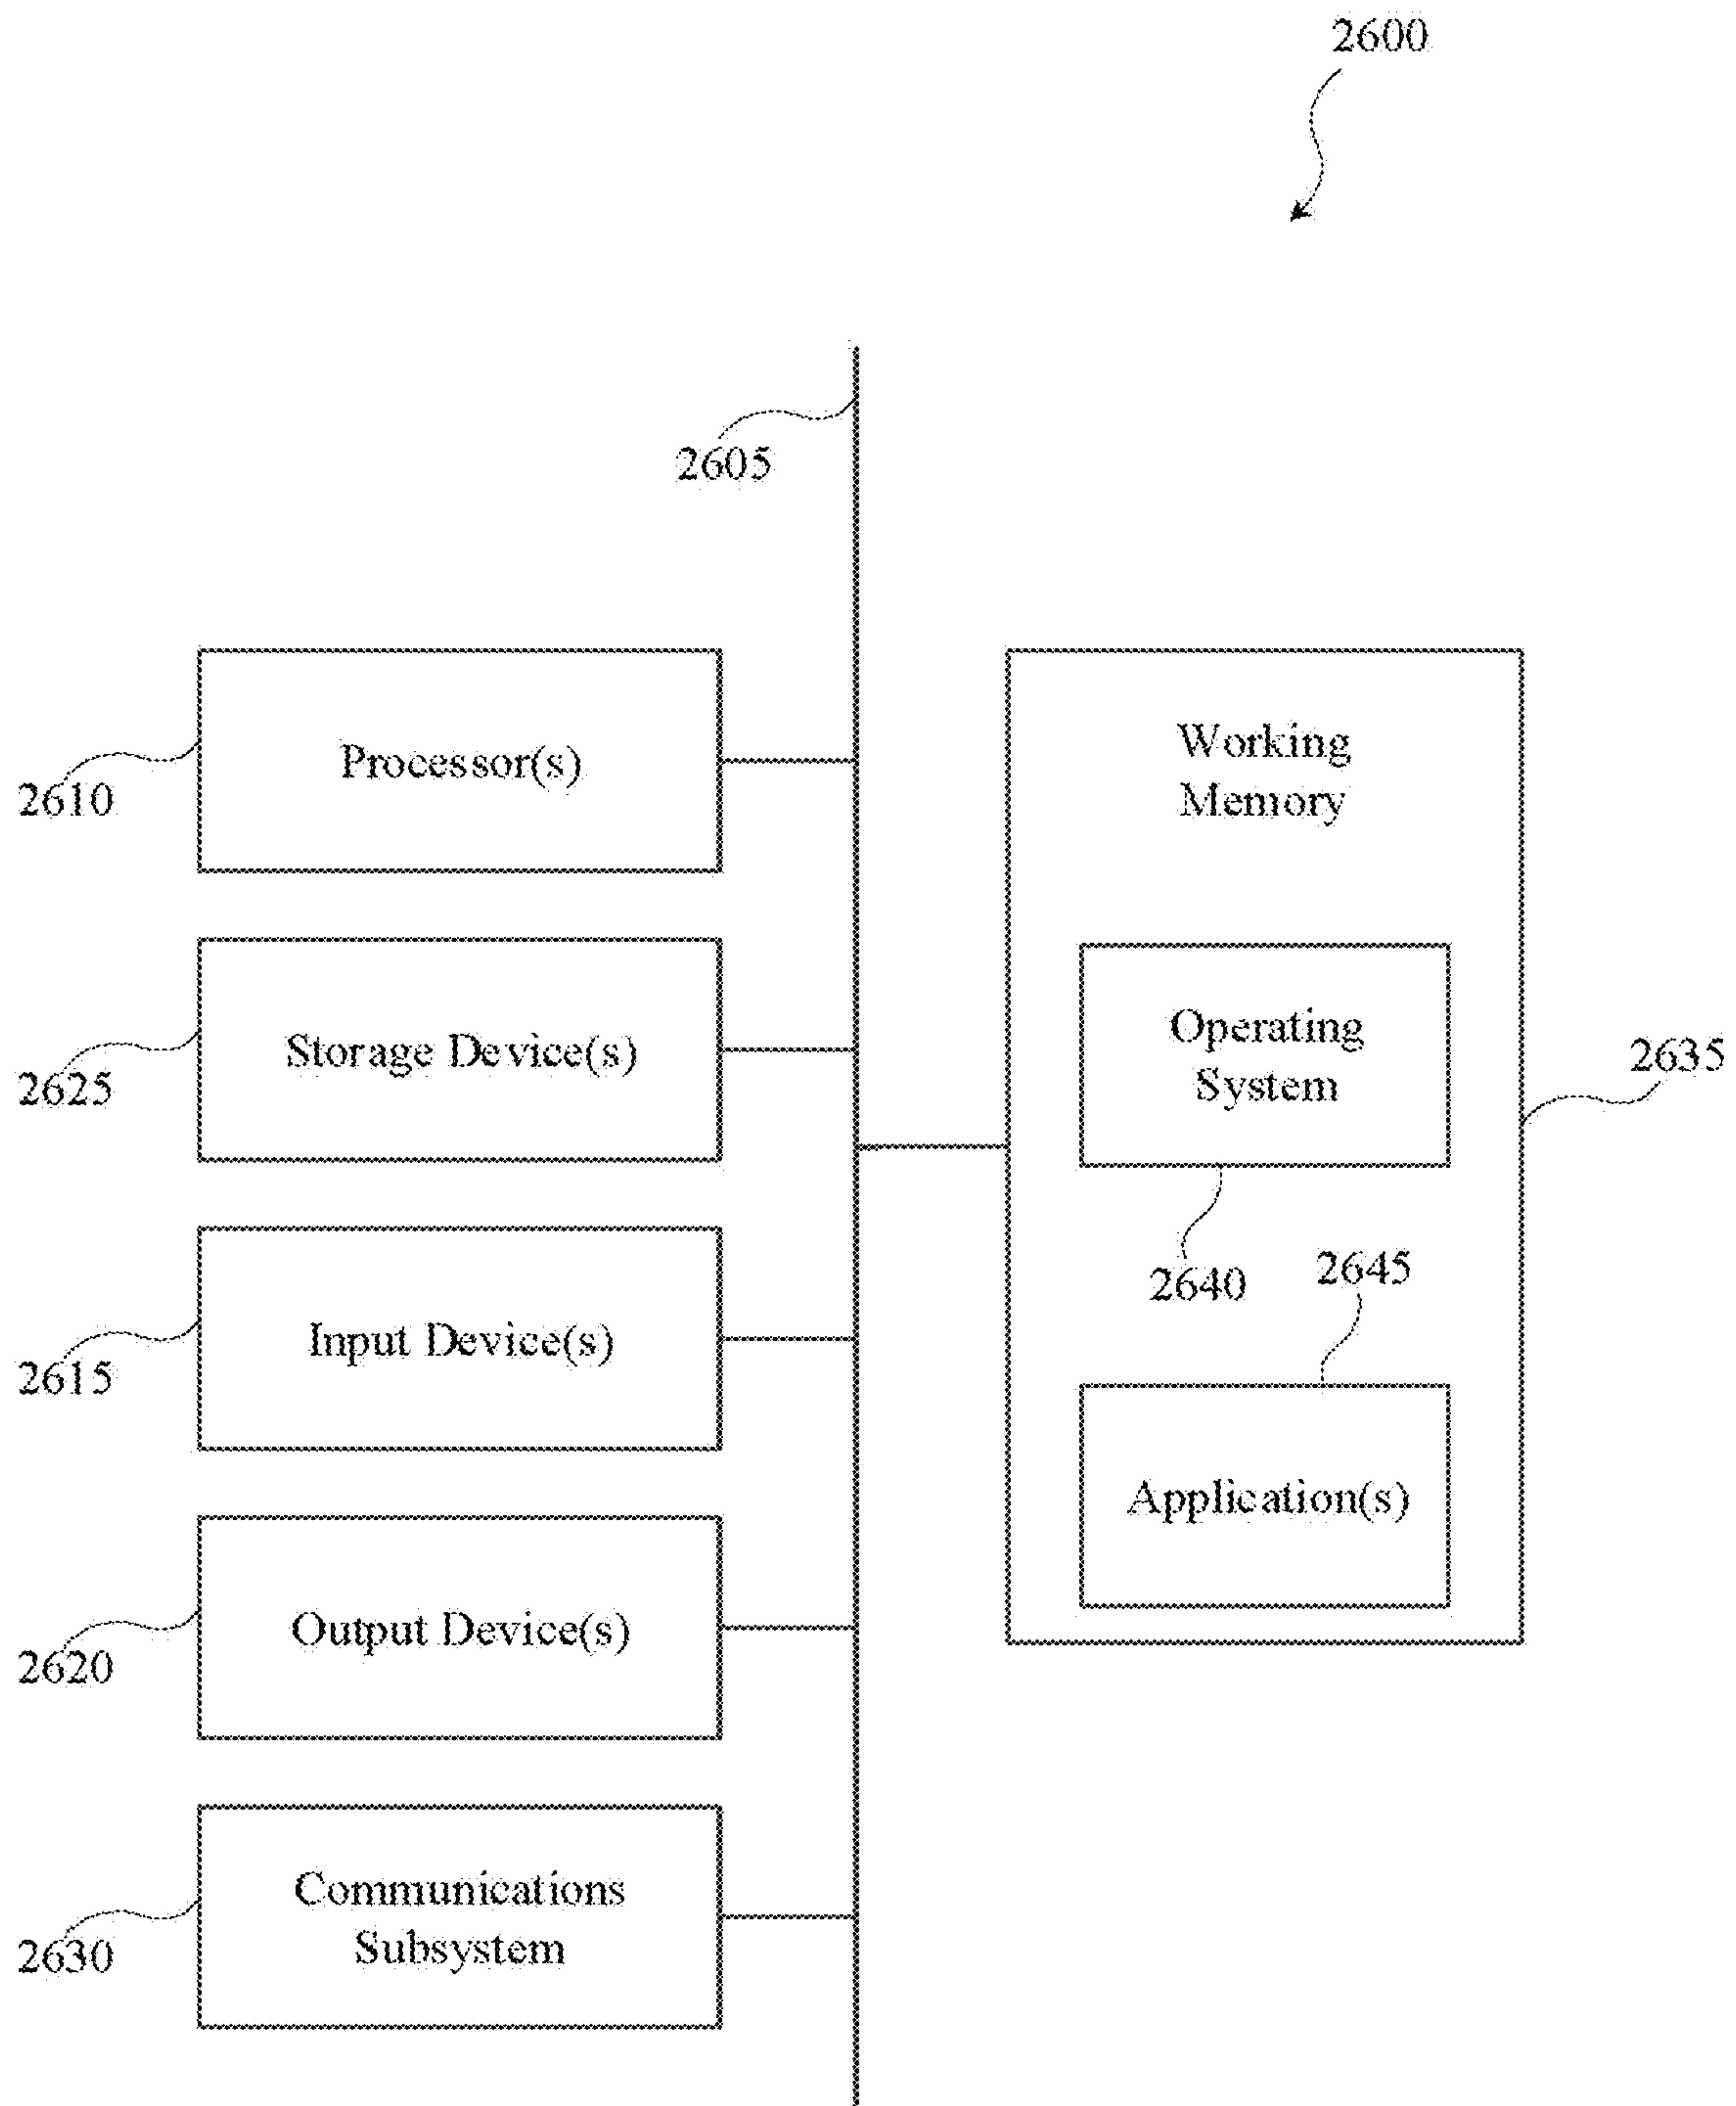 2600
2605
Processor(s)
2610
Storage Device(s)
2625
Input Device(s)
2615
Output Device(s)
2620
Communications
Subsystem
2630
Working
Memory
Operating
System
2635
2640
2645
Application(s)